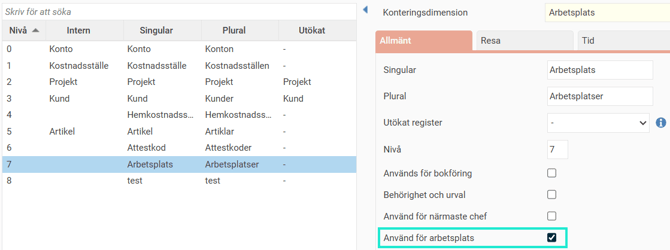 Skriv för att söka
Nivå Intern Singular Plural Utökat
0 Konto Konto Konton -
1 Kostnadsställe Kostnadsställe Kostnadsställen -
2 Projekt Projekt Projekt Projekt
3 Kund Kund Kunder Kund
4 Hemkostnadss... Hemkostnadss... -
5 Artikel Artikel Artiklar -
6 Attestkod Attestkoder -
7 Arbetsplats Arbetsplatser -
8 test test -
Konteringsdimension Arbetsplats
Allmänt Resa Tid
Singular Arbetsplats
Plural Arbetsplatser
Utökat register -
Nivå 7
Används för bokföring
Behörighet och urval
Använd för närmaste chef
Använd för arbetsplats